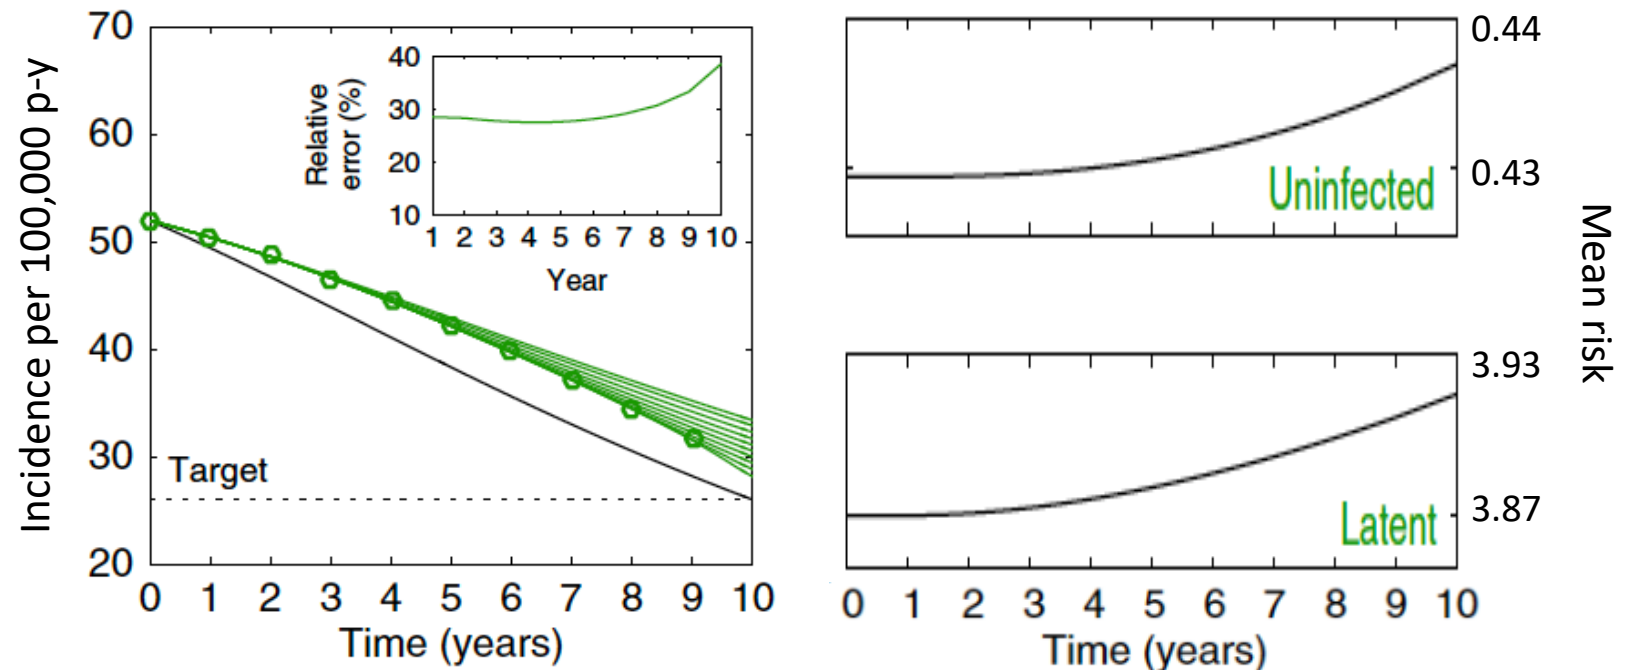 Incidence per 100,000 p-y
70
60
50
40
30
20
Target
0 1 2 3 4 5 6 7 8 9 10
Time (years)
Relative
error (%)
40
30
20
10
1 2 3 4 5 6 7 8 9 10
Year
0.44
0.43
Uninfected
3.93
3.87
Latent
0 1 2 3 4 5 6 7 8 9 10
Time (years)
Mean risk